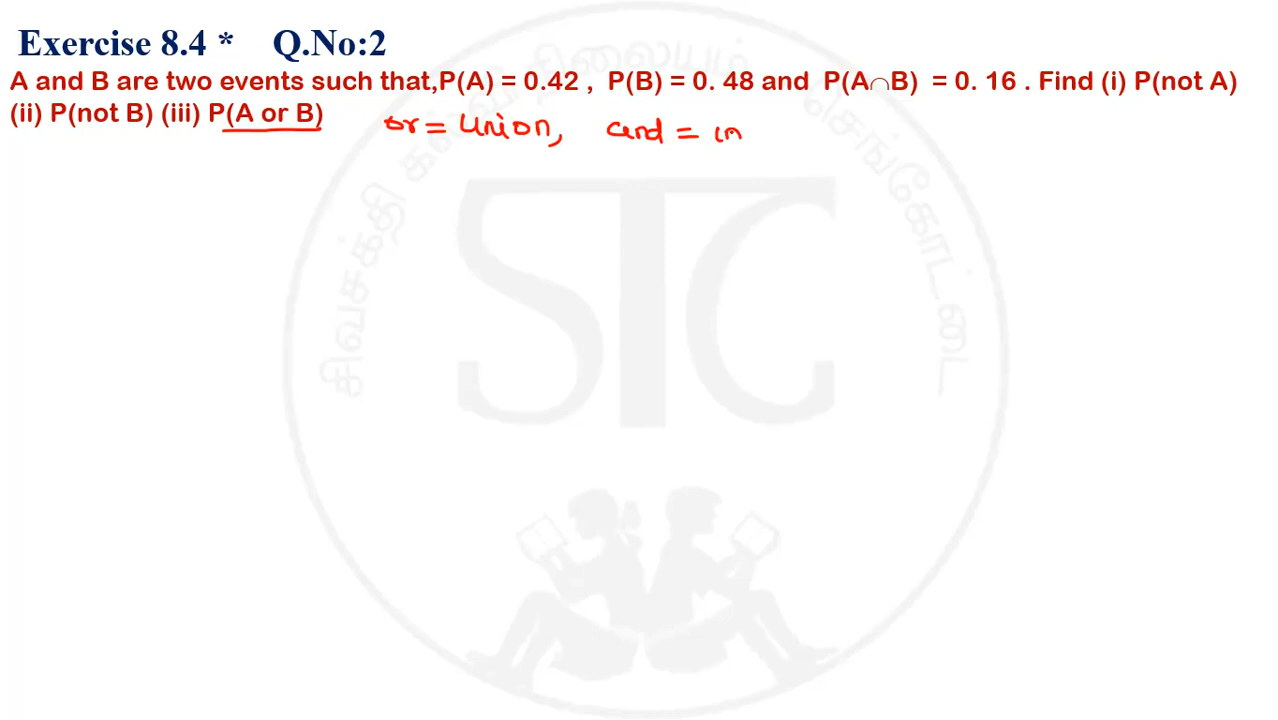 Exercise 8.4 * Q.No:2
A and B are two events such that,P(A) = 0.42 , P(B) = 0. 48 and P(A∩B) = 0. 16 . Find (i) P(not A)
(ii) P(not B) (iii) P(A or B)
or = Union, and = in
STC